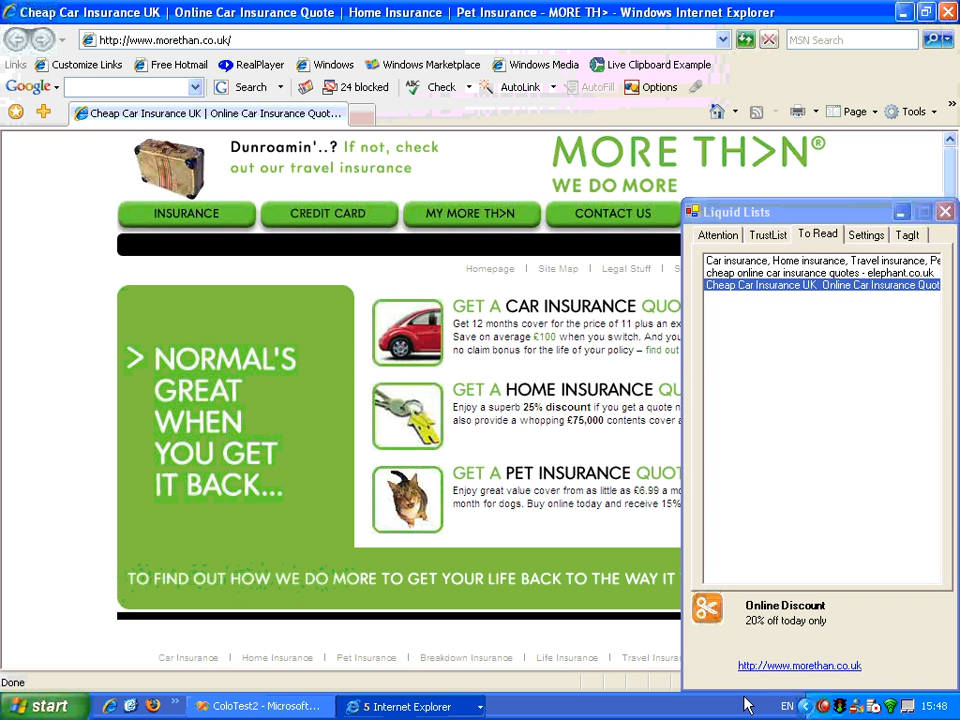 Cheap Car Insurance UK | Online Car Insurance Quote | Home Insurance | Pet Insurance - MORE TH> - Windows Internet Explorer
http://www.morethan.co.uk/
MSN Search
Links Customize Links Free Hotmail RealPlayer Windows Windows Marketplace Windows Media Live Clipboard Example
Google Search 24 blocked Check AutoLink AutoFill Options
Cheap Car Insurance UK | Online Car Insurance Quot...
Page Tools
Dunroamin'..? If not, check
out our travel insurance
MORE TH>N®
WE DO MORE
INSURANCE CREDIT CARD MY MORE TH>N CONTACT US
Homepage | Site Map | Legal Stuff | S
> NORMAL'S
GREAT
WHEN
YOU GET
IT BACK...
GET A CAR INSURANCE QUO
Get 12 months cover for the price of 11 plus an ex
Save on average £100 when you switch. And you
no claim bonus for the life of your policy – find out
GET A HOME INSURANCE QU
Enjoy a superb 25% discount if you get a quote
also provide a whopping £75,000 contents cover
GET A PET INSURANCE QUOT
Enjoy great value cover from as little as £6.99 a mo
month for dogs. Buy online today and receive 15%
TO FIND OUT HOW WE DO MORE TO GET YOUR LIFE BACK TO THE WAY IT
Car Insurance | Home Insurance | Pet Insurance | Breakdown Insurance | Life Insurance | Travel Insura
Liquid Lists
Attention TrustList To Read Settings TagIt
Car insurance, Home insurance, Travel insurance, Pe
cheap online car insurance quotes - elephant.co.uk
Cheap Car Insurance UK Online Car Insurance Quot
Online Discount
20% off today only
http://www.morethan.co.uk
Done
start ColoTest2 - Microsoft... 5 Internet Explorer EN 15:48